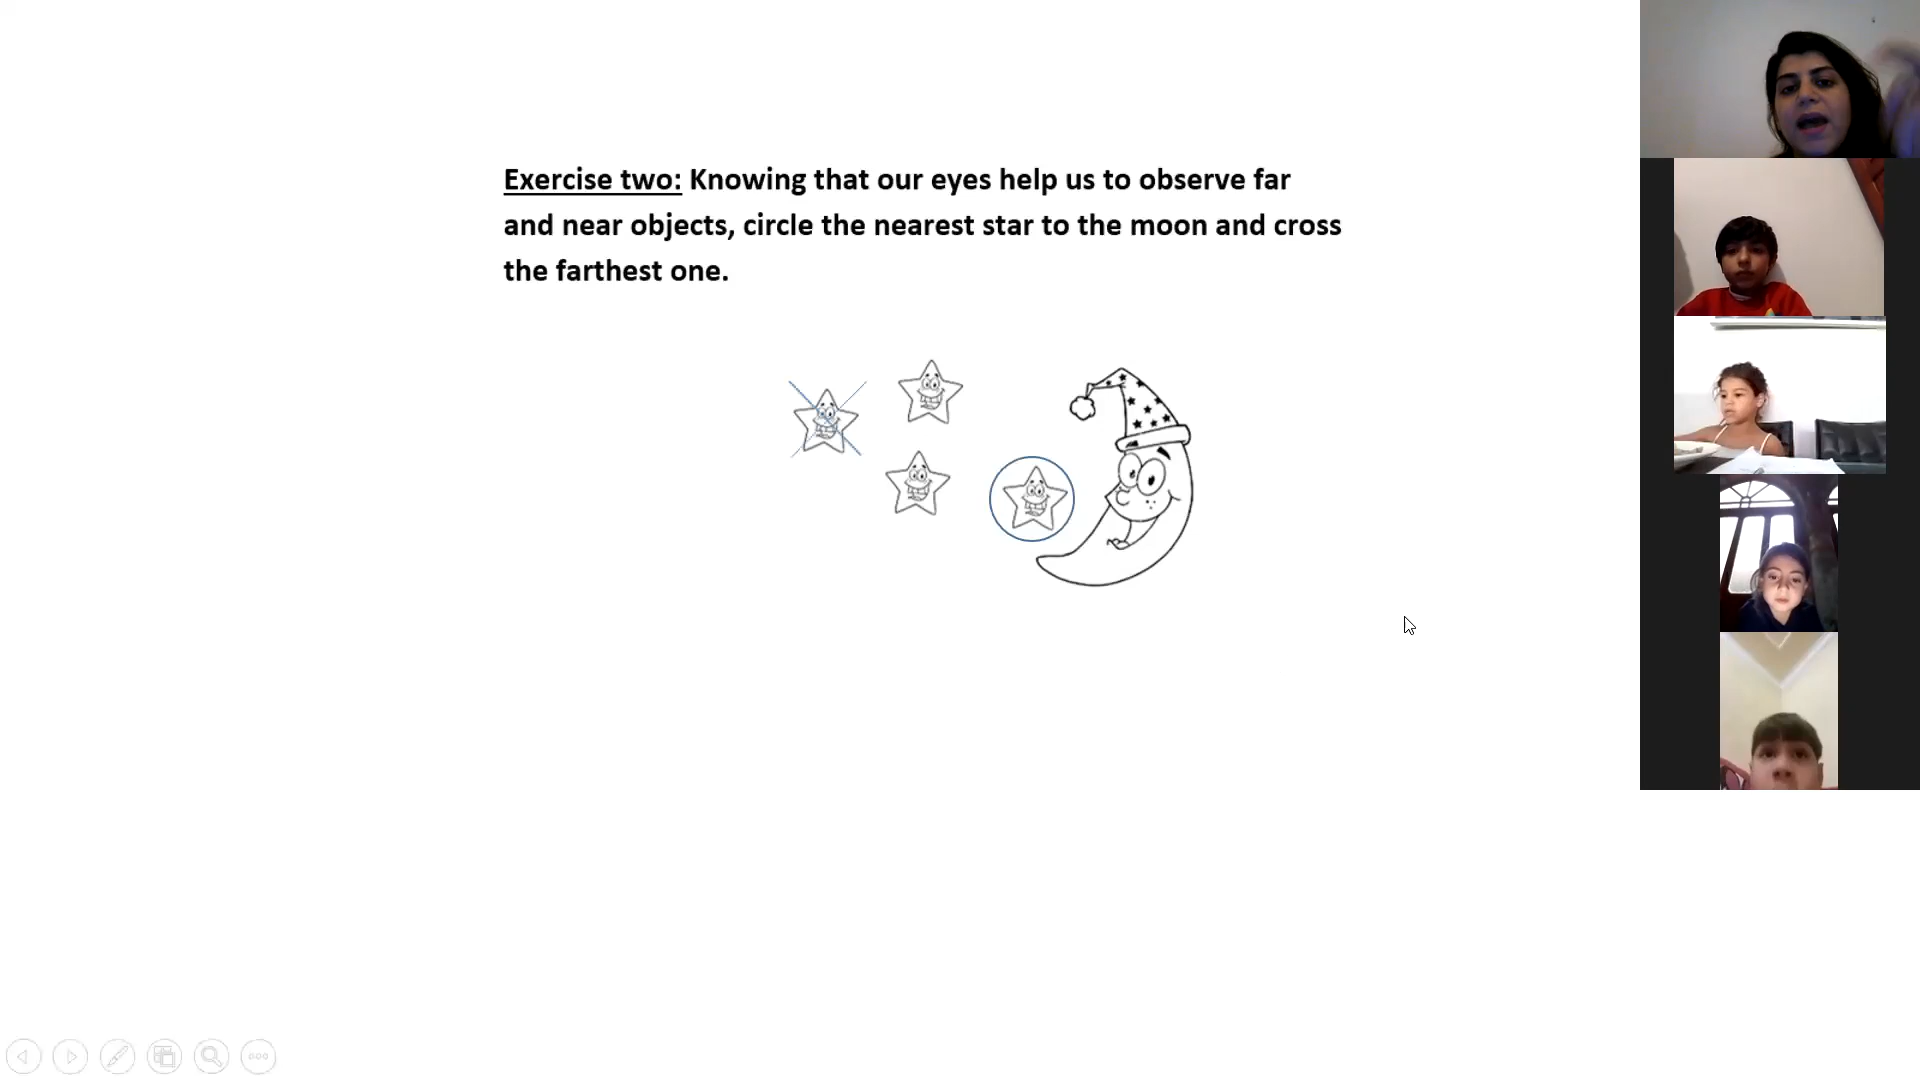 Exercise two: Knowing that our eyes help us to observe far
and near objects, circle the nearest star to the moon and cross
the farthest one.